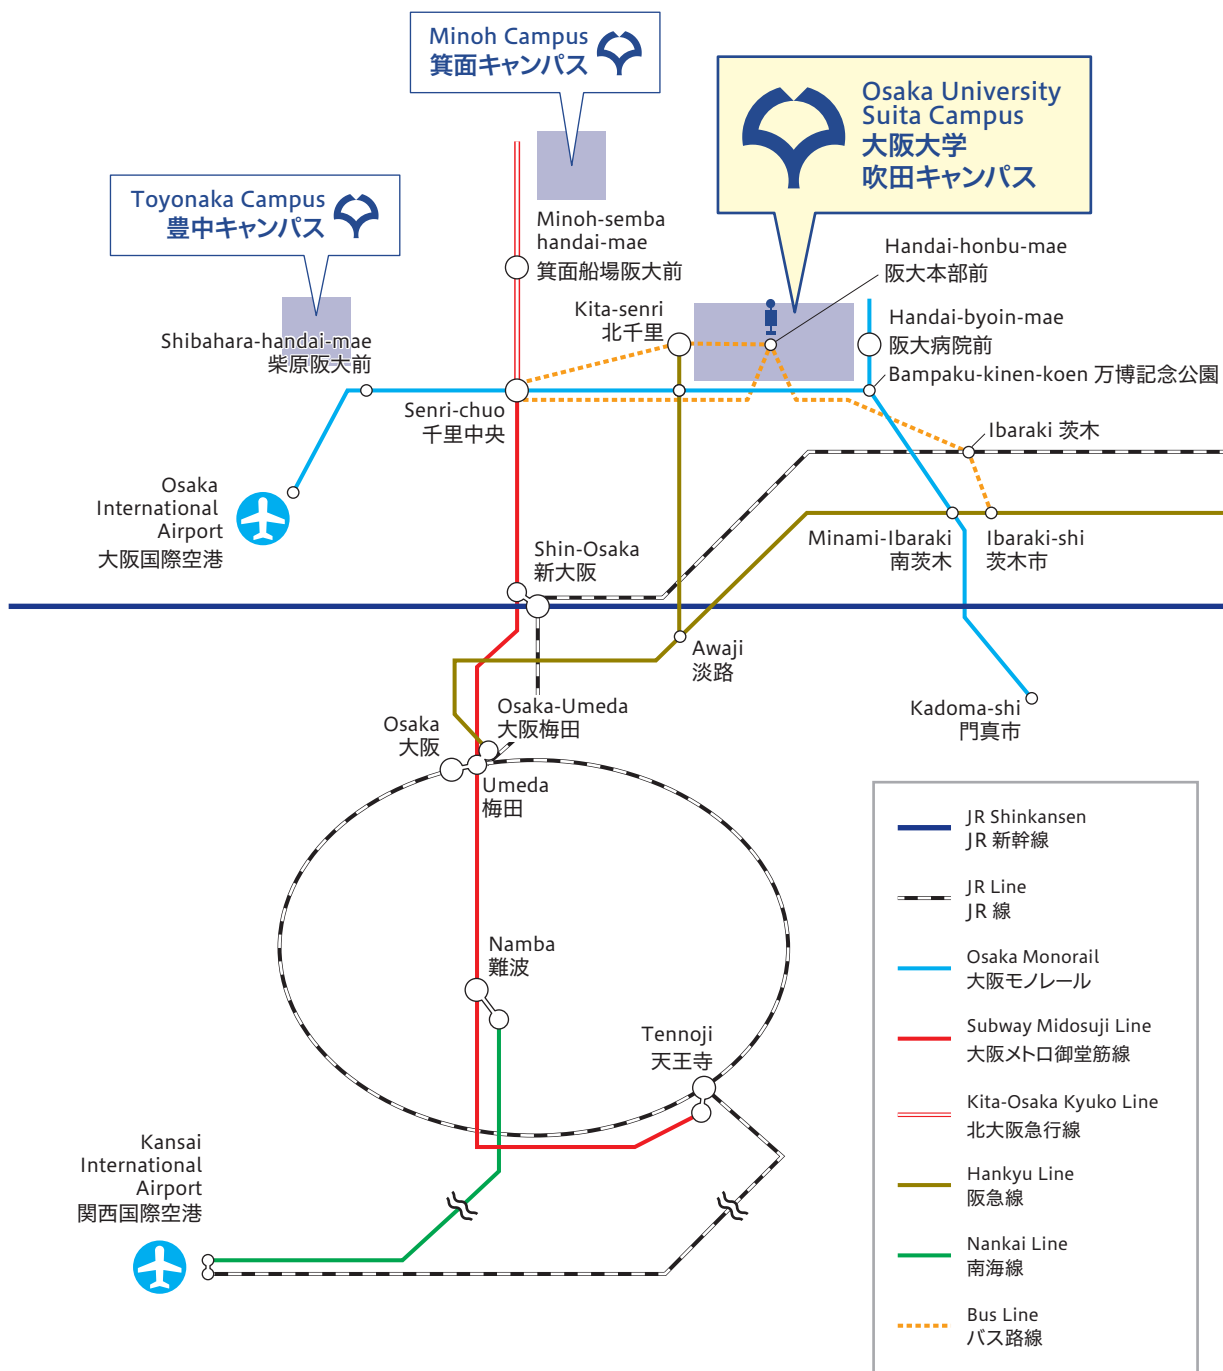 Minoh Campus
箕面キャンパス
Osaka University
Suita Campus
大阪大学
吹田キャンパス
Toyonaka Campus
豊中キャンパス
Minoh-semba
handai-mae
箕面船場阪大前
Handai-honbu-mae
阪大本部前
Kita-senri
北千里
Handai-byoin-mae
阪大病院前
Shibahara-handai-mae
柴原阪大前
Bampaku-kinen-koen 万博記念公園
Senri-chuo
千里中央
Ibaraki 茨木
Osaka
International
Airport
大阪国際空港
Shin-Osaka
新大阪
Minami-Ibaraki
南茨木
Ibaraki-shi
茨木市
Awaji
淡路
Kadoma-shi
門真市
Osaka-Umeda
大阪梅田
Osaka
大阪
Umeda
梅田
Namba
難波
Tennoji
天王寺
Kansai
International
Airport
関西国際空港
JR Shinkansen
JR 新幹線
JR Line
JR 線
Osaka Monorail
大阪モノレール
Subway Midosuji Line
大阪メトロ御堂筋線
Kita-Osaka Kyuko Line
北大阪急行線
Hankyu Line
阪急線
Nankai Line
南海線
Bus Line
バス路線